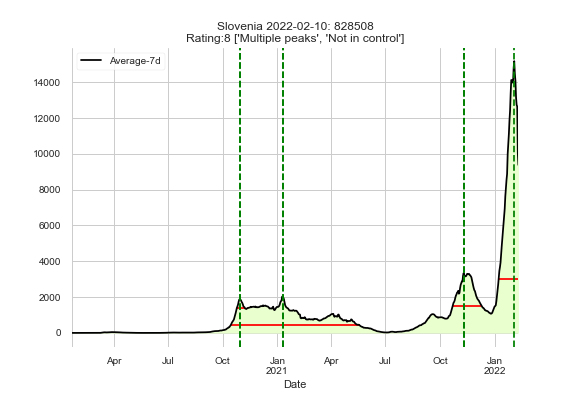 Slovenia 2022-02-10: 828508
Rating:8 ['Multiple peaks', 'Not in control']
Average-7d
14000
12000
10000
8000
6000
4000
2000
0
Apr Jul Oct Jan Apr Jul Oct Jan
2021 2022
Date